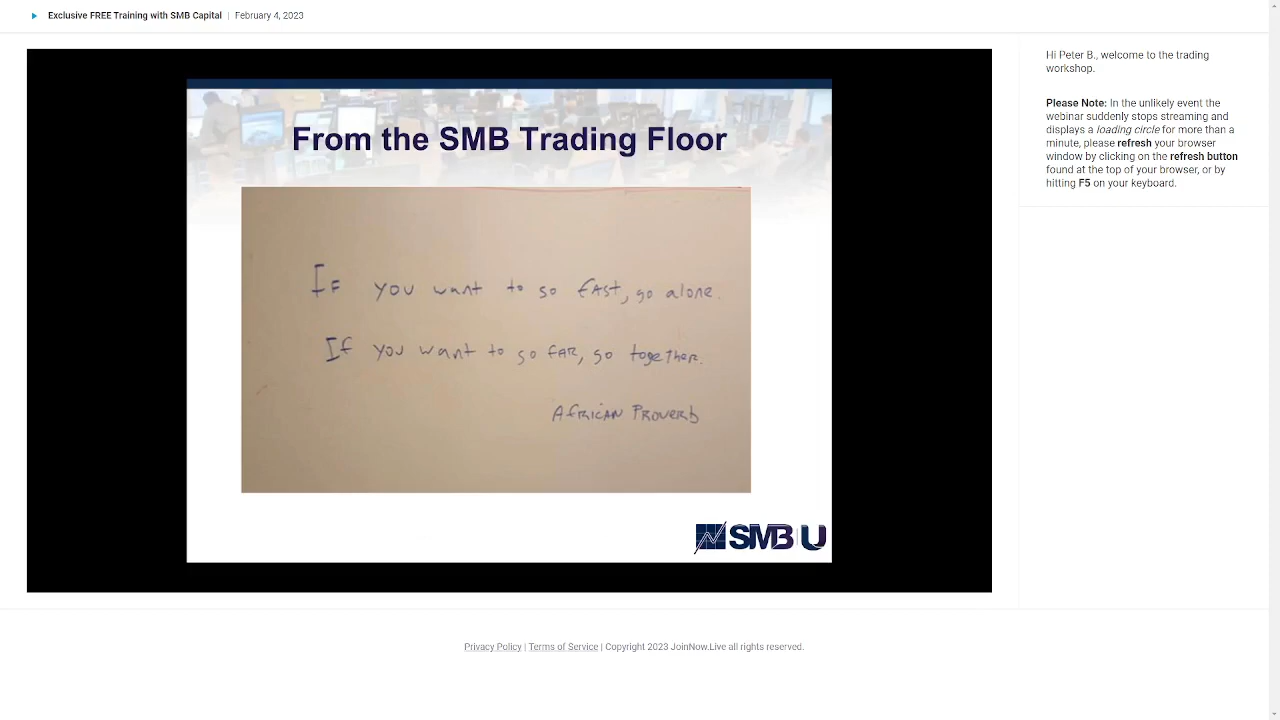 Exclusive FREE Training with SMB Capital | February 4, 2023
From the SMB Trading Floor
If you want to go fast, go alone.
If you want to go far, go together.
African Proverb
SMB U
Hi Peter B., welcome to the trading
workshop.
Please Note: In the unlikely event the
webinar suddenly stops streaming and
displays a loading circle for more than a
minute, please refresh your browser
window by clicking on the refresh button
found at the top of your browser, or by
hitting F5 on your keyboard.
Privacy Policy | Terms of Service | Copyright 2023 JoinNow.Live all rights reserved.